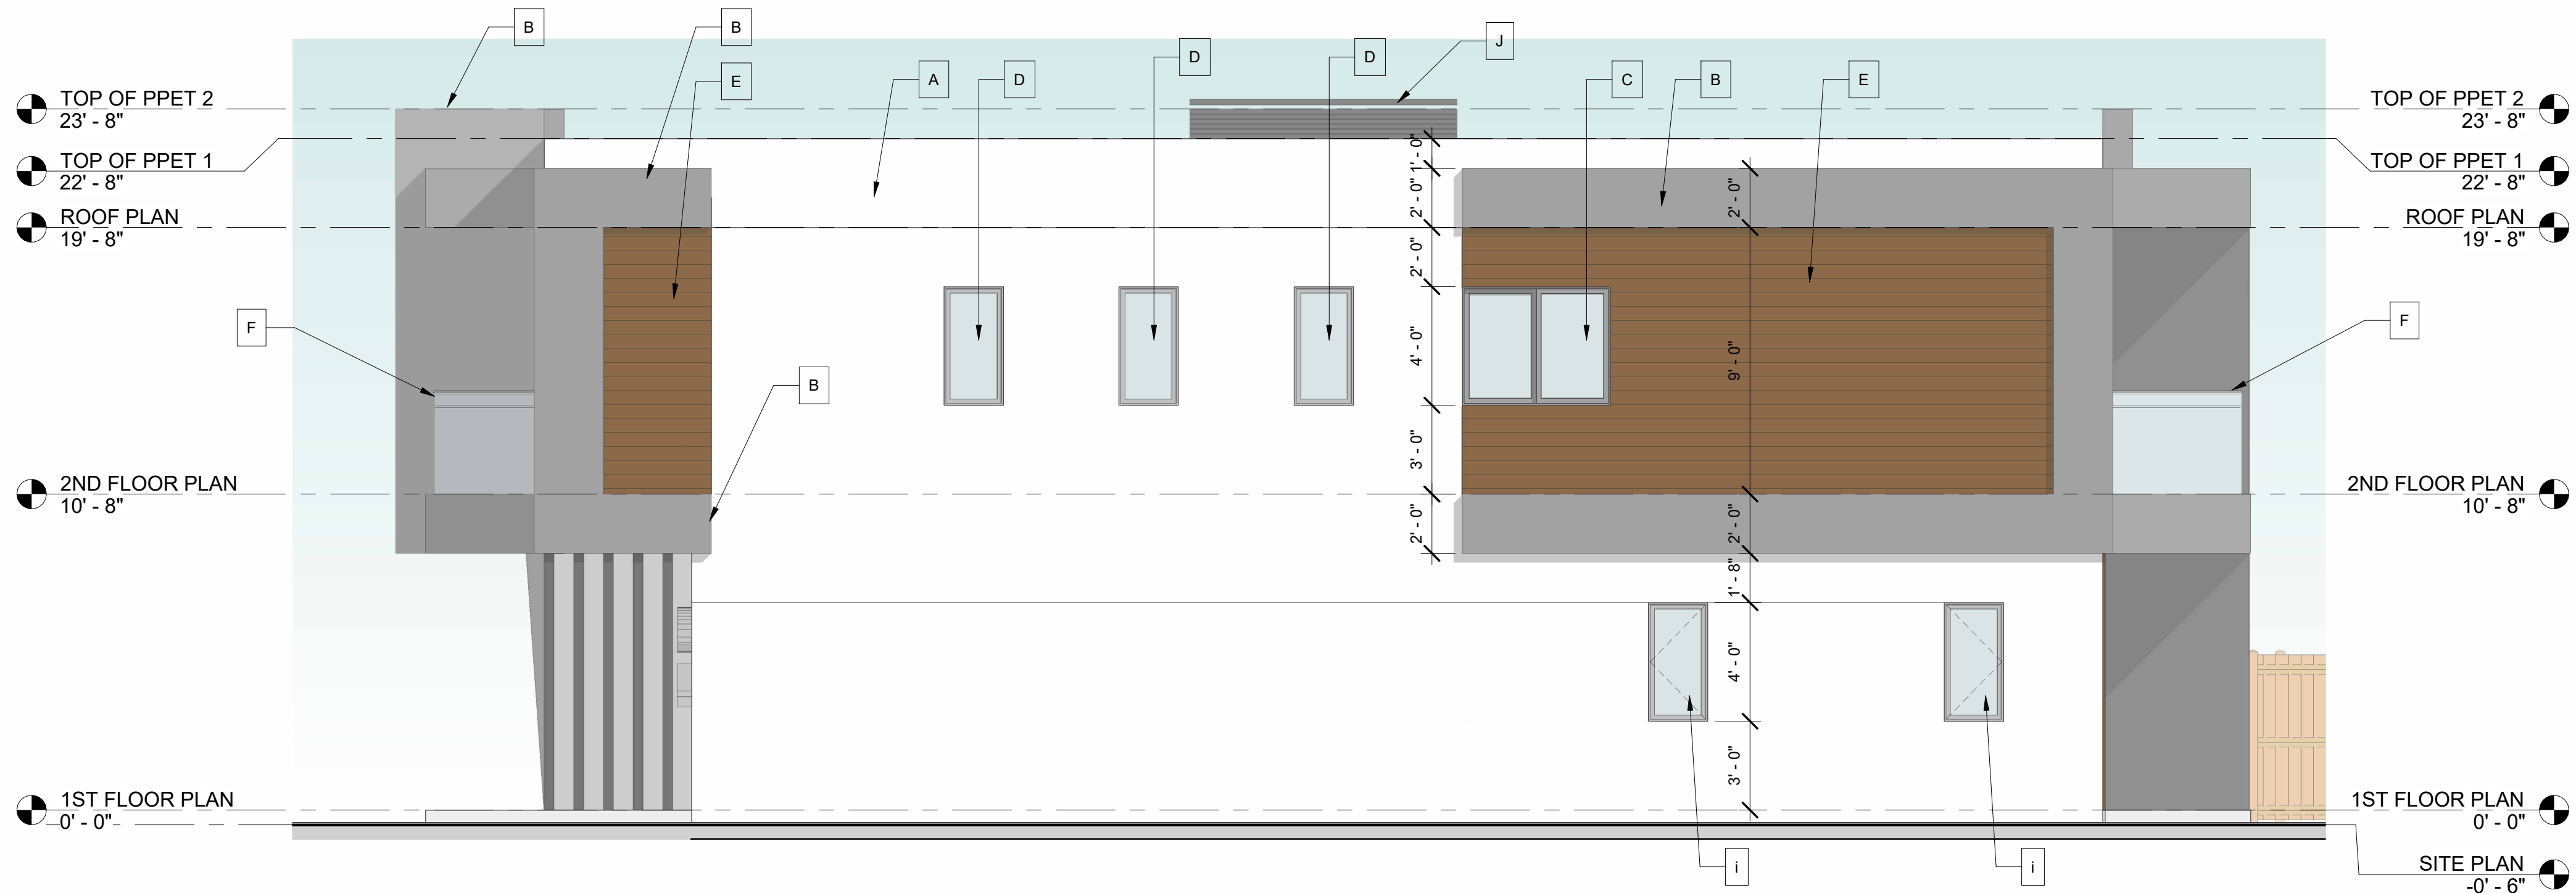 B
B
J
E
A
D
D
D
C
B
E
TOP OF PPET 2
23' - 8"
TOP OF PPET 2
23' - 8"
TOP OF PPET 1
22' - 8"
TOP OF PPET 1
22' - 8"
1' - 0"
2' - 0"
2' - 0"
ROOF PLAN
19' - 8"
ROOF PLAN
19' - 8"
2' - 0"
F
F
4' - 0"
9' - 0"
B
3' - 0"
2ND FLOOR PLAN
10' - 8"
2ND FLOOR PLAN
10' - 8"
2' - 0"
2' - 0"
1' - 8"
4' - 0"
3' - 0"
1ST FLOOR PLAN
0' - 0"
1ST FLOOR PLAN
0' - 0"
i
i
SITE PLAN
-0' - 6"